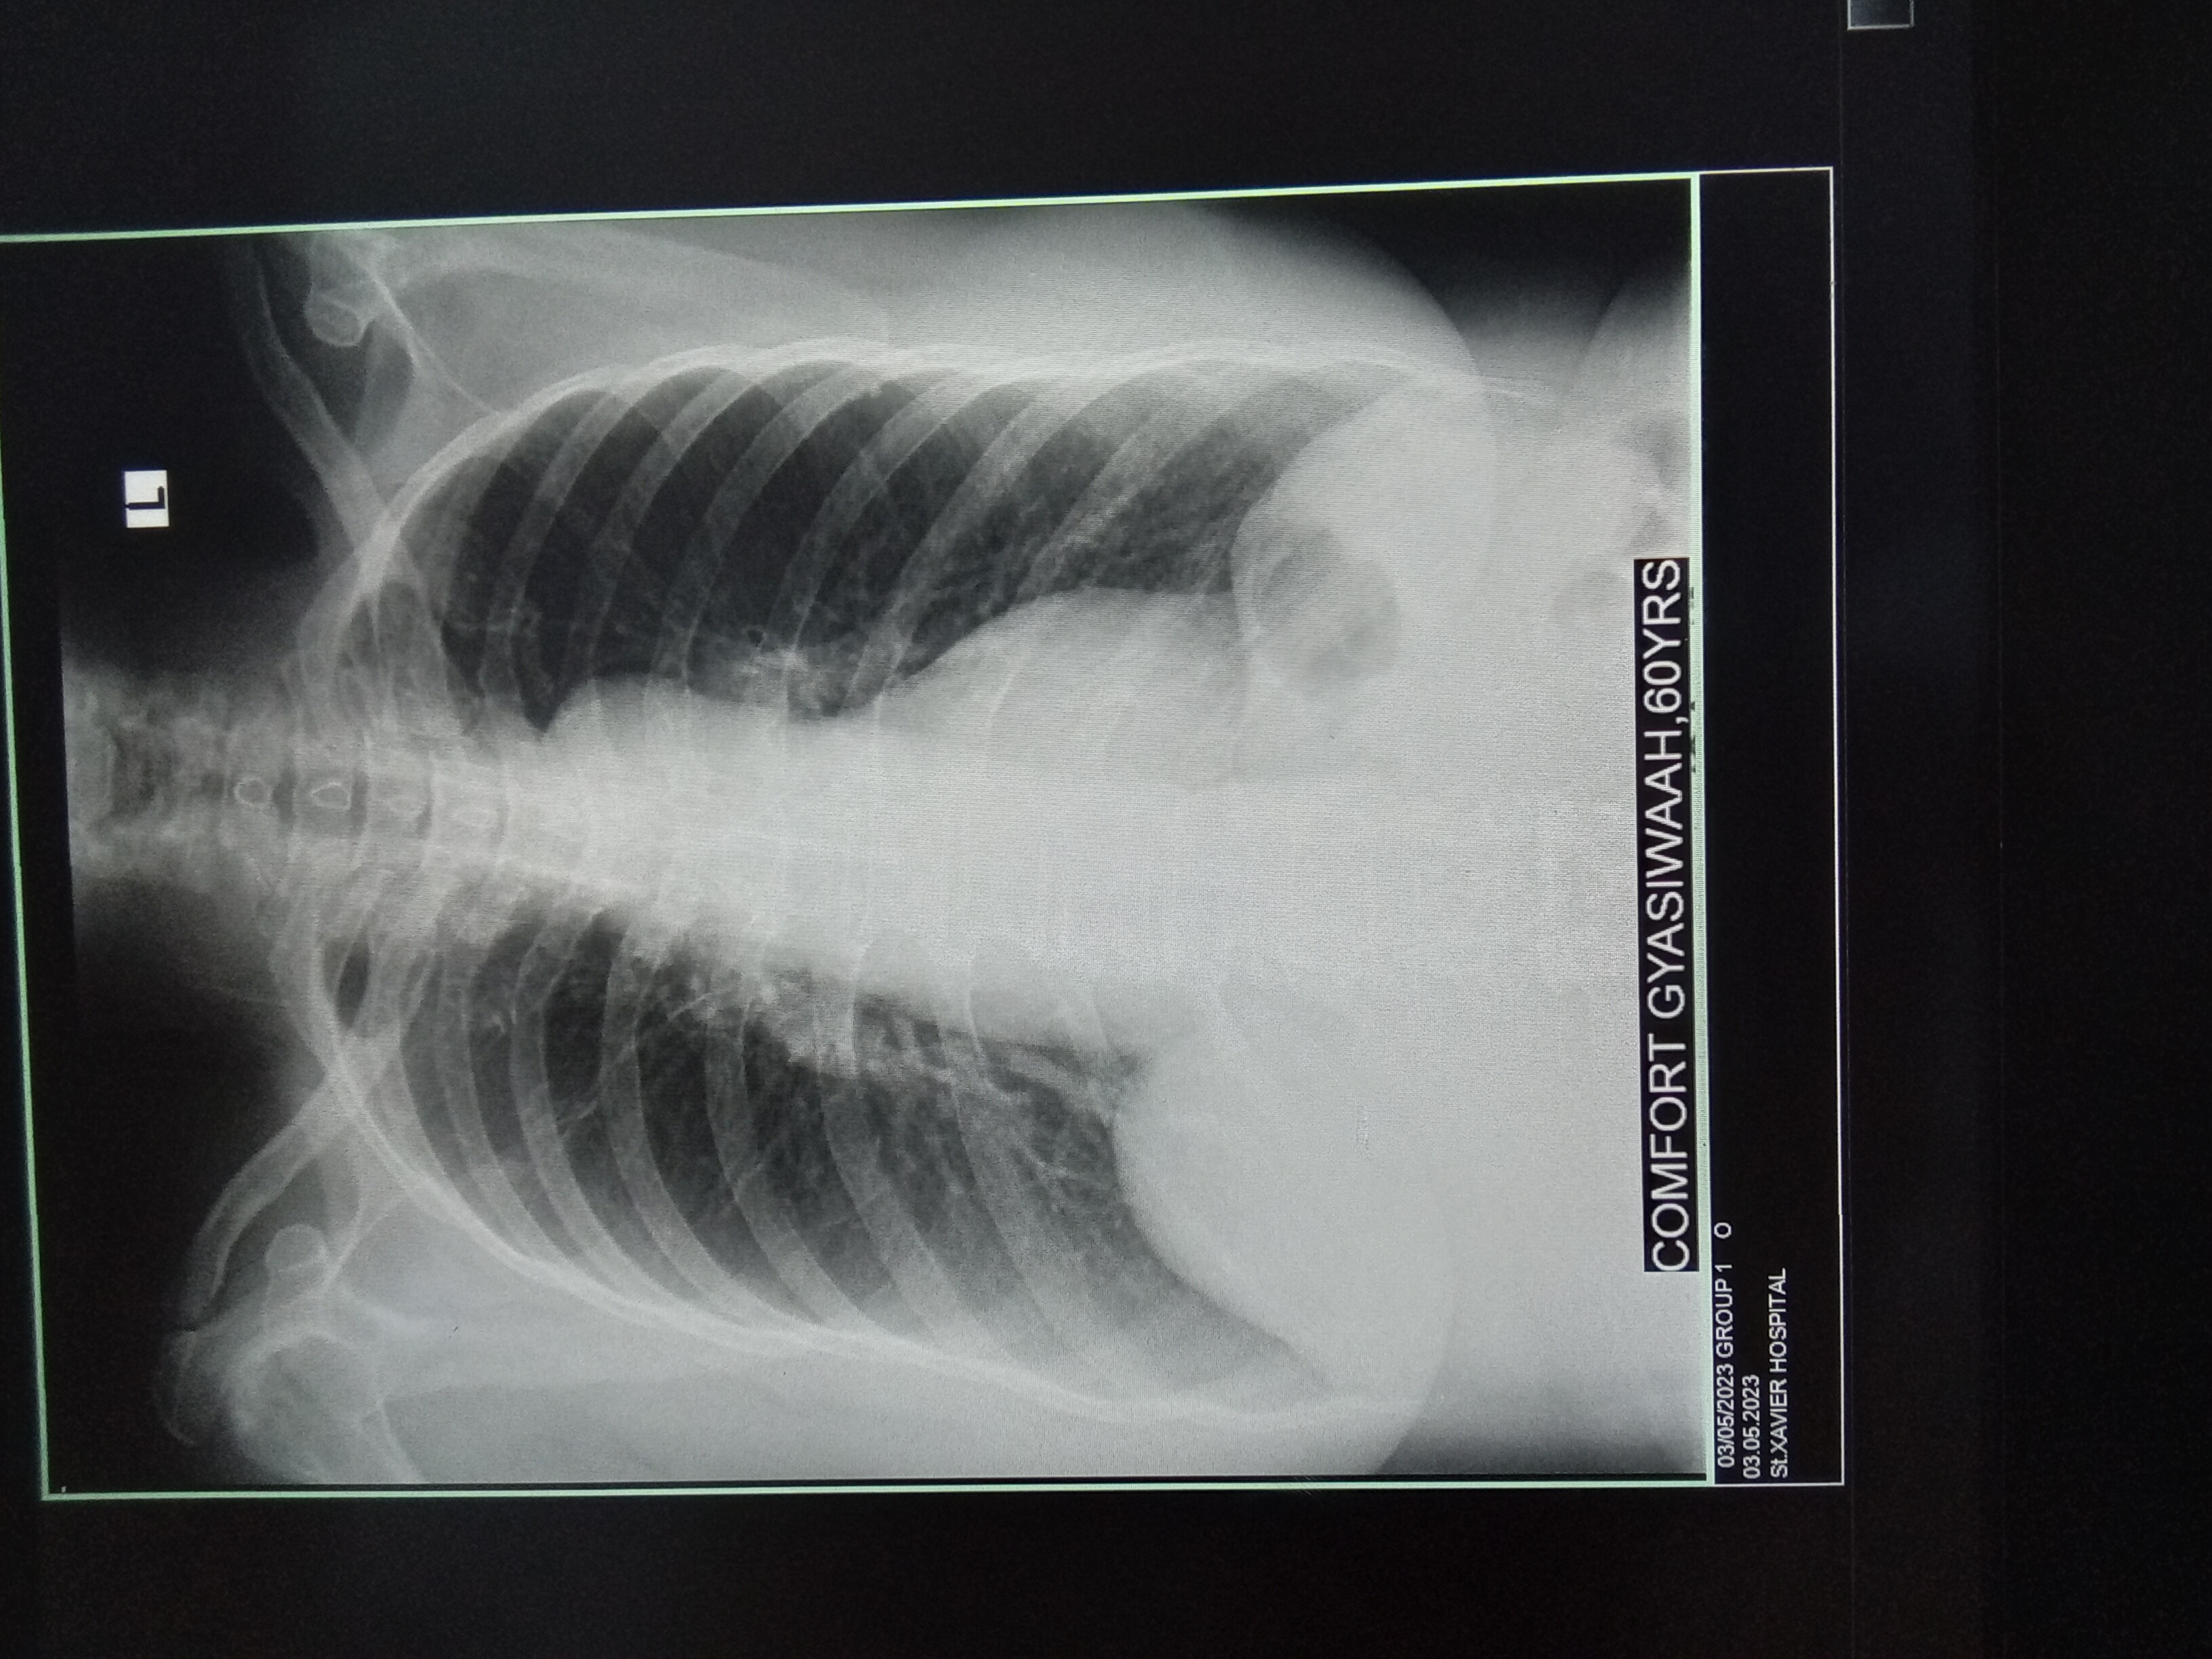 L
COMFORT GYASIWAAH,60YRS
03/05/2023 GROUP 1 O
03.05.2023
St.XAVIER HOSPITAL